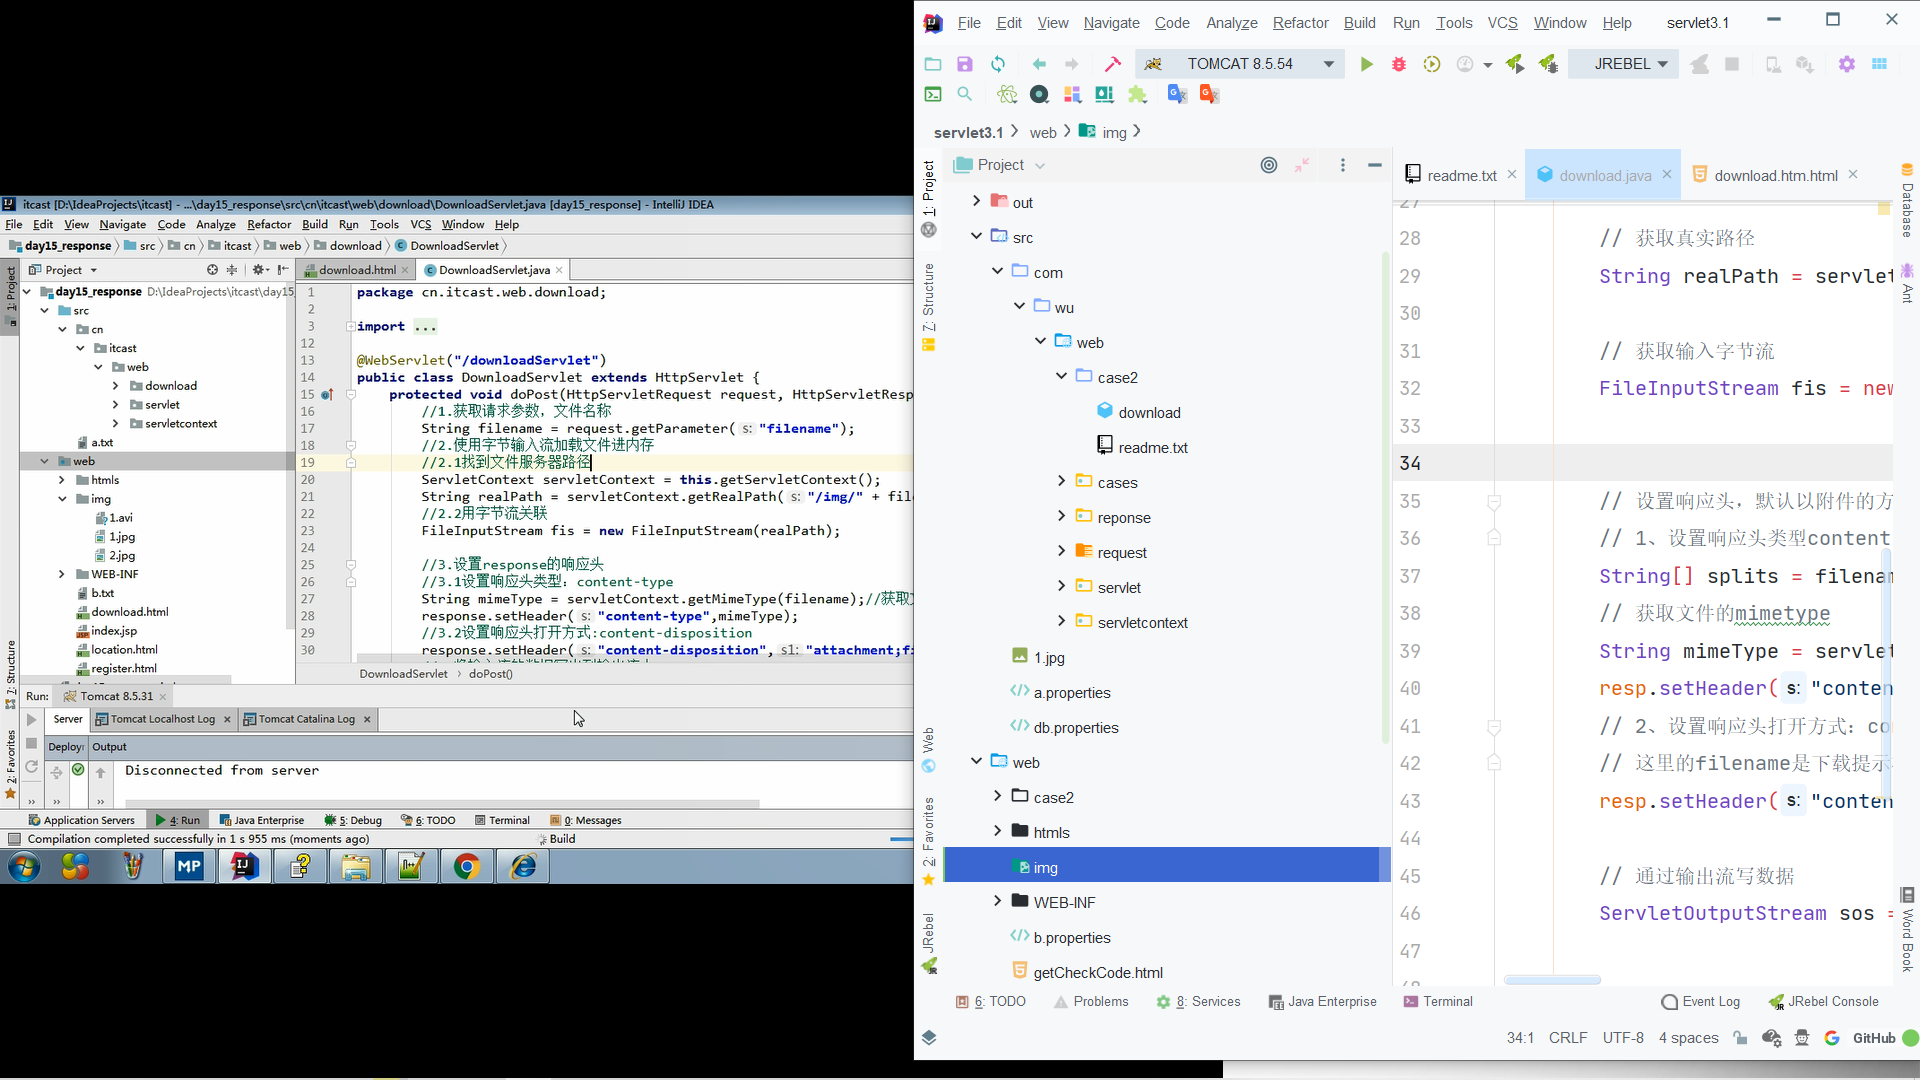 itcast [D:\IdeaProjects\itcast] - ...\day15_response\src\cn\itcast\web\download\DownloadServlet.java [day15_response] - IntelliJ IDEA
File Edit View Navigate Code Analyze Refactor Build Run Tools VCS Window Help
day15_response src cn itcast web download DownloadServlet
1: Project
Project
day15_response D:\IdeaProjects\itcast\day15_
src
cn
itcast
web
download
servlet
servletcontext
a.txt
web
htmls
img
1.avi
1.jpg
2.jpg
WEB-INF
b.txt
download.html
index.jsp
location.html
register.html
7: Structure
2: Favorites
download.html DownloadServlet.java
1 package cn.itcast.web.download;
2
3 import ...
12
13 @WebServlet("/downloadServlet")
14 public class DownloadServlet extends HttpServlet {
15 protected void doPost(HttpServletRequest request, HttpServletResp
16 //1.获取请求参数，文件名称
17 String filename = request.getParameter( s: "filename");
18 //2.使用字节输入流加载文件进内存
19 //2.1找到文件服务器路径
20 ServletContext servletContext = this.getServletContext();
21 String realPath = servletContext.getRealPath( s: "/img/" + file
22 //2.2用字节流关联
23 FileInputStream fis = new FileInputStream(realPath);
24
25 //3.设置response的响应头
26 //3.1设置响应头类型：content-type
27 String mimeType = servletContext.getMimeType(filename);//获取
28 response.setHeader( s: "content-type",mimeType);
29 //3.2设置响应头打开方式:content-disposition
30 response.setHeader( s: "content-disposition", s1: "attachment;fi
DownloadServlet doPost()
Run: Tomcat 8.5.31
Server Tomcat Localhost Log Tomcat Catalina Log
Deploy Output
Disconnected from server
Application Servers 4: Run Java Enterprise 5: Debug 6: TODO Terminal 0: Messages
Compilation completed successfully in 1 s 955 ms (moments ago) Build
MP
File Edit View Navigate Code Analyze Refactor Build Run Tools VCS Window Help servlet3.1
TOMCAT 8.5.54 JREBEL
servlet3.1 web img
1: Project
7: Structure
Web
2: Favorites
JRebel
Project
out
src
com
wu
web
case2
download
readme.txt
cases
reponse
request
servlet
servletcontext
1.jpg
a.properties
db.properties
web
case2
htmls
img
WEB-INF
b.properties
getCheckCode.html
readme.txt download.java download.htm.html
27
28 // 获取真实路径
29 String realPath = servlet
30
31 // 获取输入字节流
32 FileInputStream fis = new
33
34
35 // 设置响应头，默认以附件的方
36 // 1、设置响应头类型content
37 String[] splits = filenam
38 // 获取文件的mimetype
39 String mimeType = servlet
40 resp.setHeader( s: "conten
41 // 2、设置响应头打开方式：co
42 // 这里的filename是下载提示
43 resp.setHeader( s: "conten
44
45 // 通过输出流写数据
46 ServletOutputStream sos =
47
Database
Ant
Word Book
6: TODO Problems 8: Services Java Enterprise Terminal Event Log JRebel Console
34:1 CRLF UTF-8 4 spaces GitHub